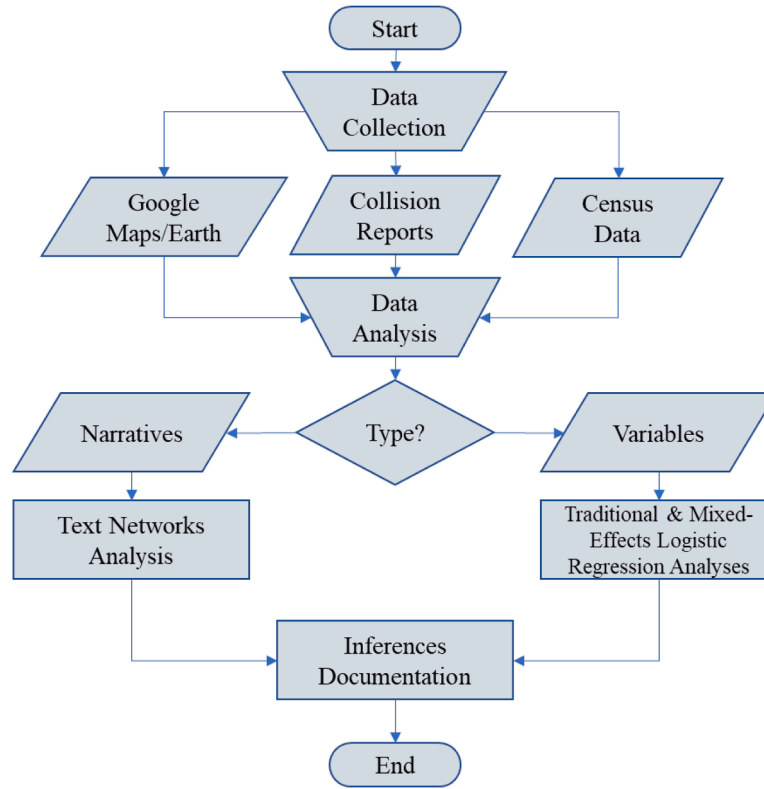 Start
Data
Collection
Google
Maps/Earth
Collision
Reports
Census
Data
Data
Analysis
Type?
Narratives
Variables
Text Networks
Analysis
Traditional & Mixed-
Effects Logistic
Regression Analyses
Inferences
Documentation
End